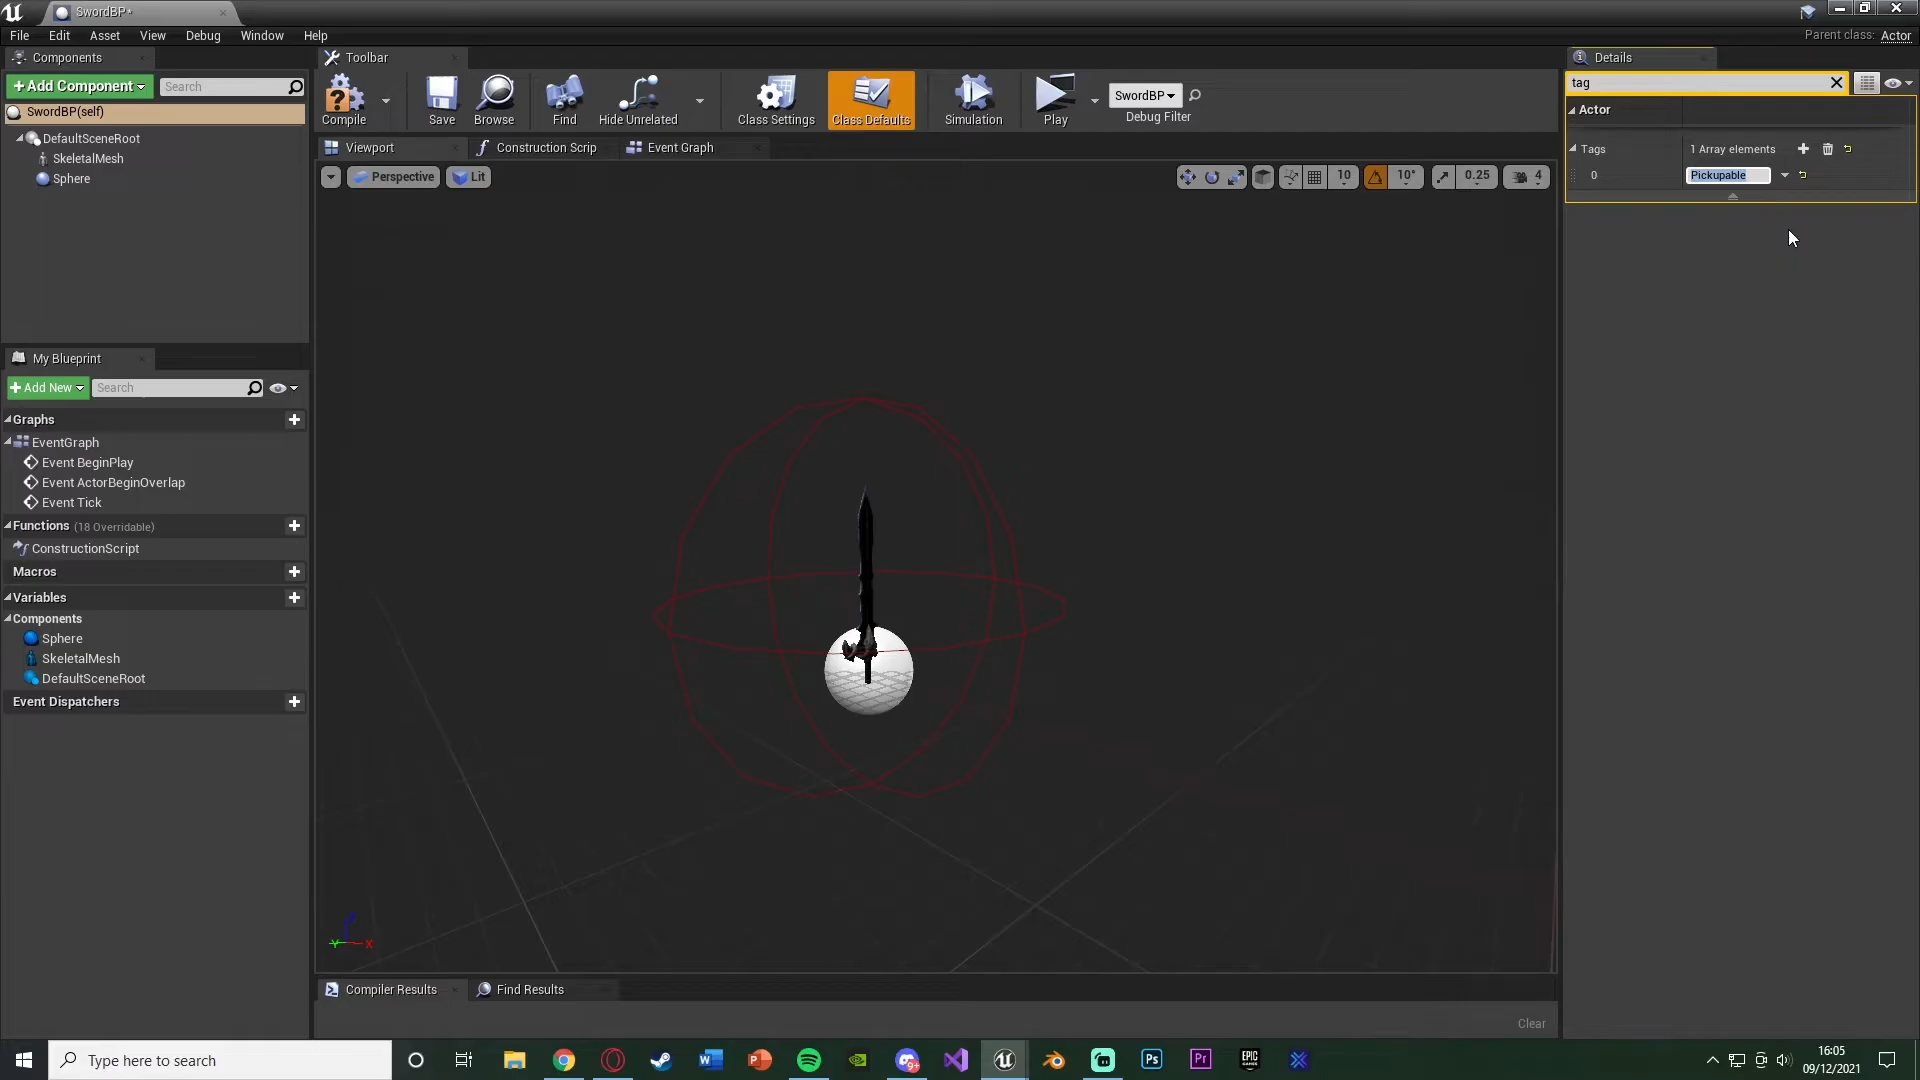 SwordBP*
File Edit Asset View Debug Window Help
Parent class: Actor
Components
+Add Component
Search
SwordBP(self)
DefaultSceneRoot
SkeletalMesh
Sphere
My Blueprint
+Add New
Search
Graphs
EventGraph
Event BeginPlay
Event ActorBeginOverlap
Event Tick
Functions (18 Overridable)
ConstructionScript
Macros
Variables
Components
Sphere
SkeletalMesh
DefaultSceneRoot
Event Dispatchers
Toolbar
Compile
Save
Browse
Find
Hide Unrelated
Class Settings
Class Defaults
Simulation
Play
SwordBP
Debug Filter
Viewport
Construction Scrip
Event Graph
Perspective
Lit
10
10°
0.25
4
Y X
Compiler Results
Find Results
Clear
Details
tag
Actor
Tags 1 Array elements
0 Pickupable
Type here to search
9+
Ps
Pr
EPIC GAMES
16:05
09/12/2021